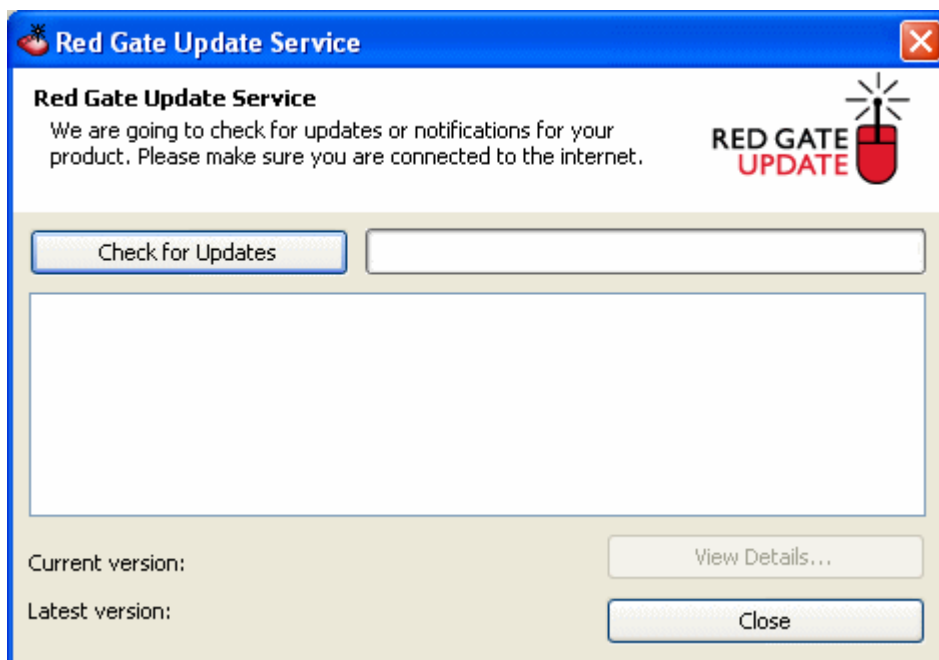 Red Gate Update Service
Red Gate Update Service
We are going to check for updates or notifications for your
product. Please make sure you are connected to the internet.
RED GATE
UPDATE
Check for Updates
Current version:
View Details...
Latest version:
Close